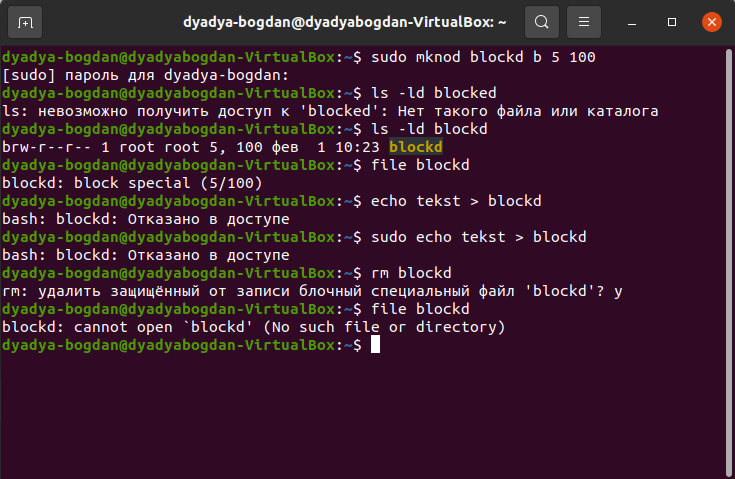 dyadya-bogdan@dyadyabogdan-VirtualBox: ~
dyadya-bogdan@dyadyabogdan-VirtualBox:~$ sudo mknod blockd b 5 100
[sudo] пароль для dyadya-bogdan:
dyadya-bogdan@dyadyabogdan-VirtualBox:~$ ls -ld blocked
ls: невозможно получить доступ к 'blocked': Нет такого файла или каталога
dyadya-bogdan@dyadyabogdan-VirtualBox:~$ ls -ld blockd
brw-r--r-- 1 root root 5, 100 фев  1 10:23 blockd
dyadya-bogdan@dyadyabogdan-VirtualBox:~$ file blockd
blockd: block special (5/100)
dyadya-bogdan@dyadyabogdan-VirtualBox:~$ echo tekst > blockd
bash: blockd: Отказано в доступе
dyadya-bogdan@dyadyabogdan-VirtualBox:~$ sudo echo tekst > blockd
bash: blockd: Отказано в доступе
dyadya-bogdan@dyadyabogdan-VirtualBox:~$ rm blockd
rm: удалить защищённый от записи блочный специальный файл 'blockd'? y
dyadya-bogdan@dyadyabogdan-VirtualBox:~$ file blockd
blockd: cannot open `blockd' (No such file or directory)
dyadya-bogdan@dyadyabogdan-VirtualBox:~$